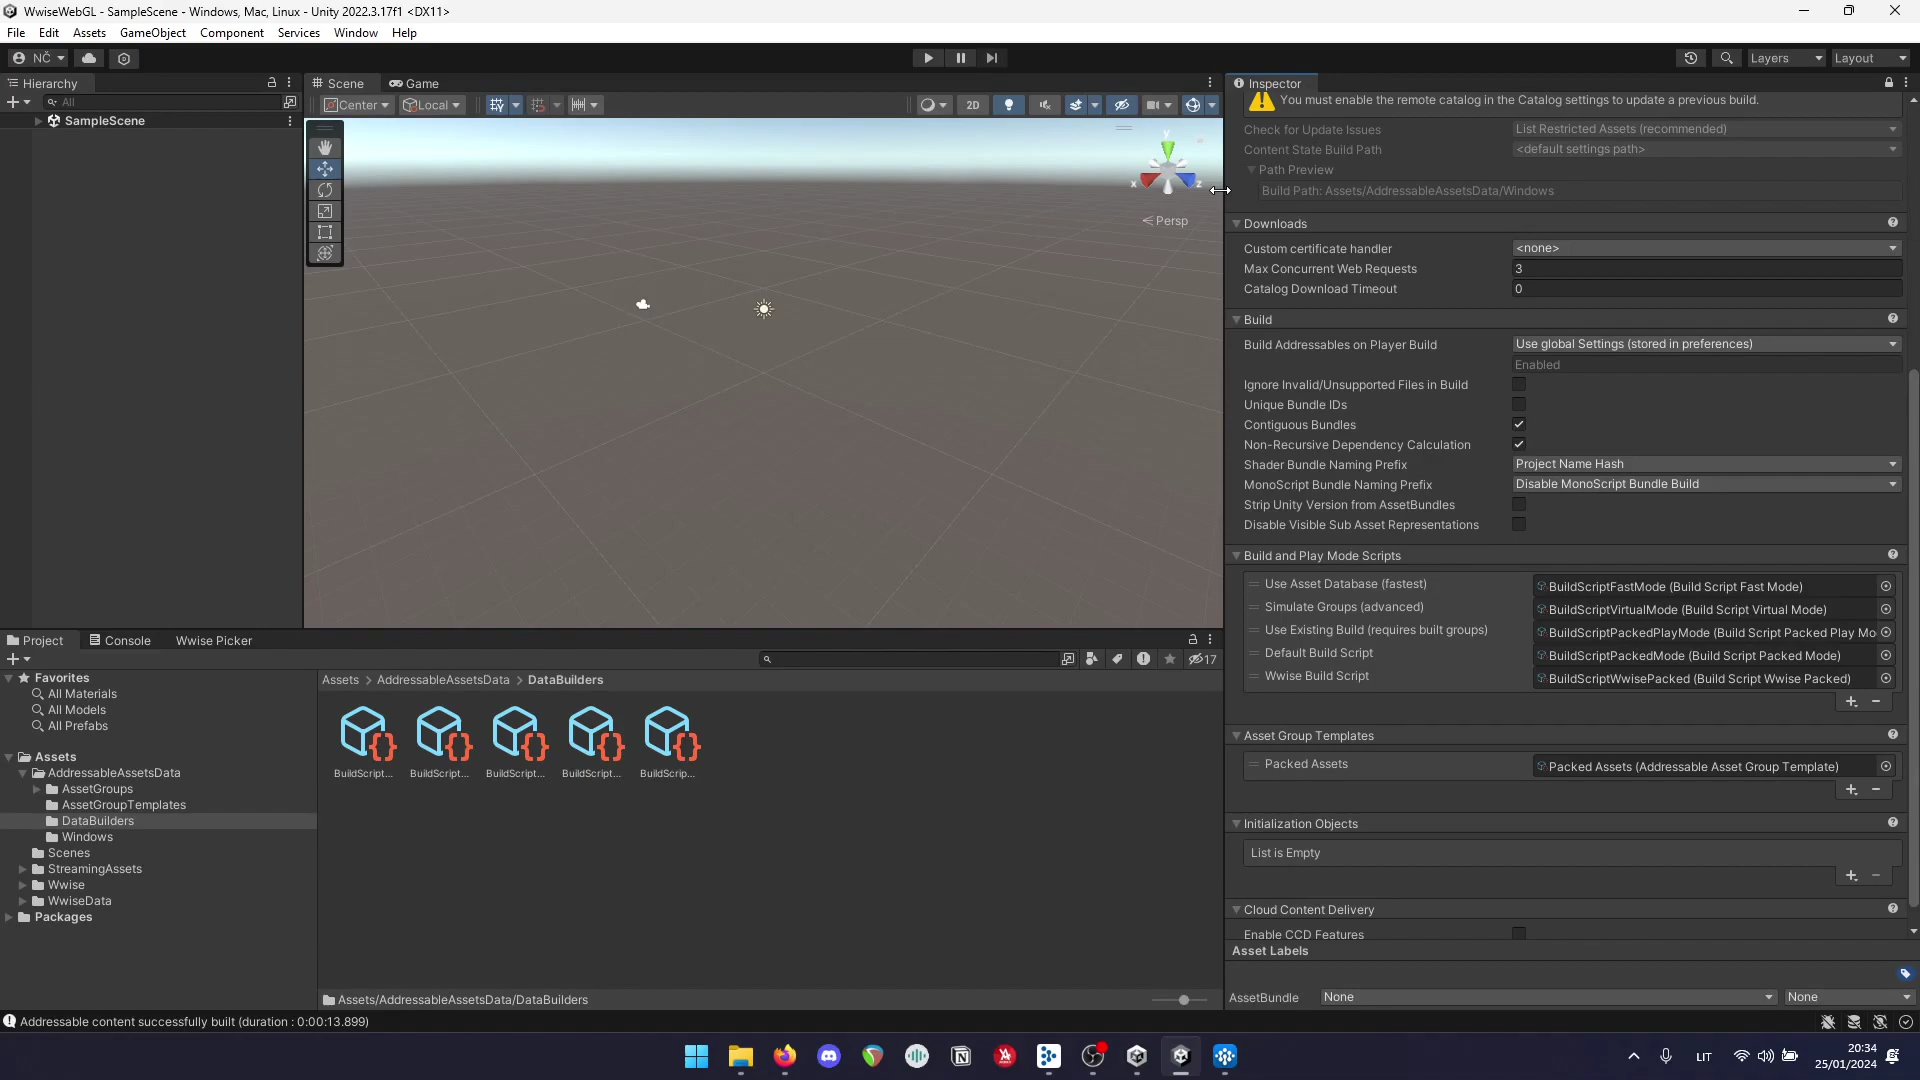 WwiseWebGL - SampleScene - Windows, Mac, Linux - Unity 2022.3.17f1 <DX11>
File Edit Assets GameObject Component Services Window Help
NČ Layers Layout
Hierarchy
All
SampleScene
Scene Game
Center Local 2D
y
x z
Persp
Inspector
You must enable the remote catalog in the Catalog settings to update a previous build.
Check for Update Issues List Restricted Assets (recommended)
Content State Build Path <default settings path>
Path Preview
Build Path: Assets/AddressableAssetsData/Windows
Downloads
Custom certificate handler <none>
Max Concurrent Web Requests 3
Catalog Download Timeout 0
Build
Build Addressables on Player Build Use global Settings (stored in preferences)
Enabled
Ignore Invalid/Unsupported Files in Build
Unique Bundle IDs
Contiguous Bundles
Non-Recursive Dependency Calculation
Shader Bundle Naming Prefix Project Name Hash
MonoScript Bundle Naming Prefix Disable MonoScript Bundle Build
Strip Unity Version from AssetBundles
Disable Visible Sub Asset Representations
Build and Play Mode Scripts
Use Asset Database (fastest) BuildScriptFastMode (Build Script Fast Mode)
Simulate Groups (advanced) BuildScriptVirtualMode (Build Script Virtual Mode)
Use Existing Build (requires built groups) BuildScriptPackedPlayMode (Build Script Packed Play Mo
Default Build Script BuildScriptPackedMode (Build Script Packed Mode)
Wwise Build Script BuildScriptWwisePacked (Build Script Wwise Packed)
Asset Group Templates
Packed Assets Packed Assets (Addressable Asset Group Template)
Initialization Objects
List is Empty
Cloud Content Delivery
Enable CCD Features
Asset Labels
AssetBundle None None
Project Console Wwise Picker
17
Favorites
All Materials
All Models
All Prefabs
Assets
AddressableAssetsData
AssetGroups
AssetGroupTemplates
DataBuilders
Windows
Scenes
StreamingAssets
Wwise
WwiseData
Packages
Assets > AddressableAssetsData > DataBuilders
BuildScript... BuildScript... BuildScript... BuildScript... BuildScrip...
Assets/AddressableAssetsData/DataBuilders
Addressable content successfully built (duration : 0:00:13.899)
LIT 20:34
25/01/2024